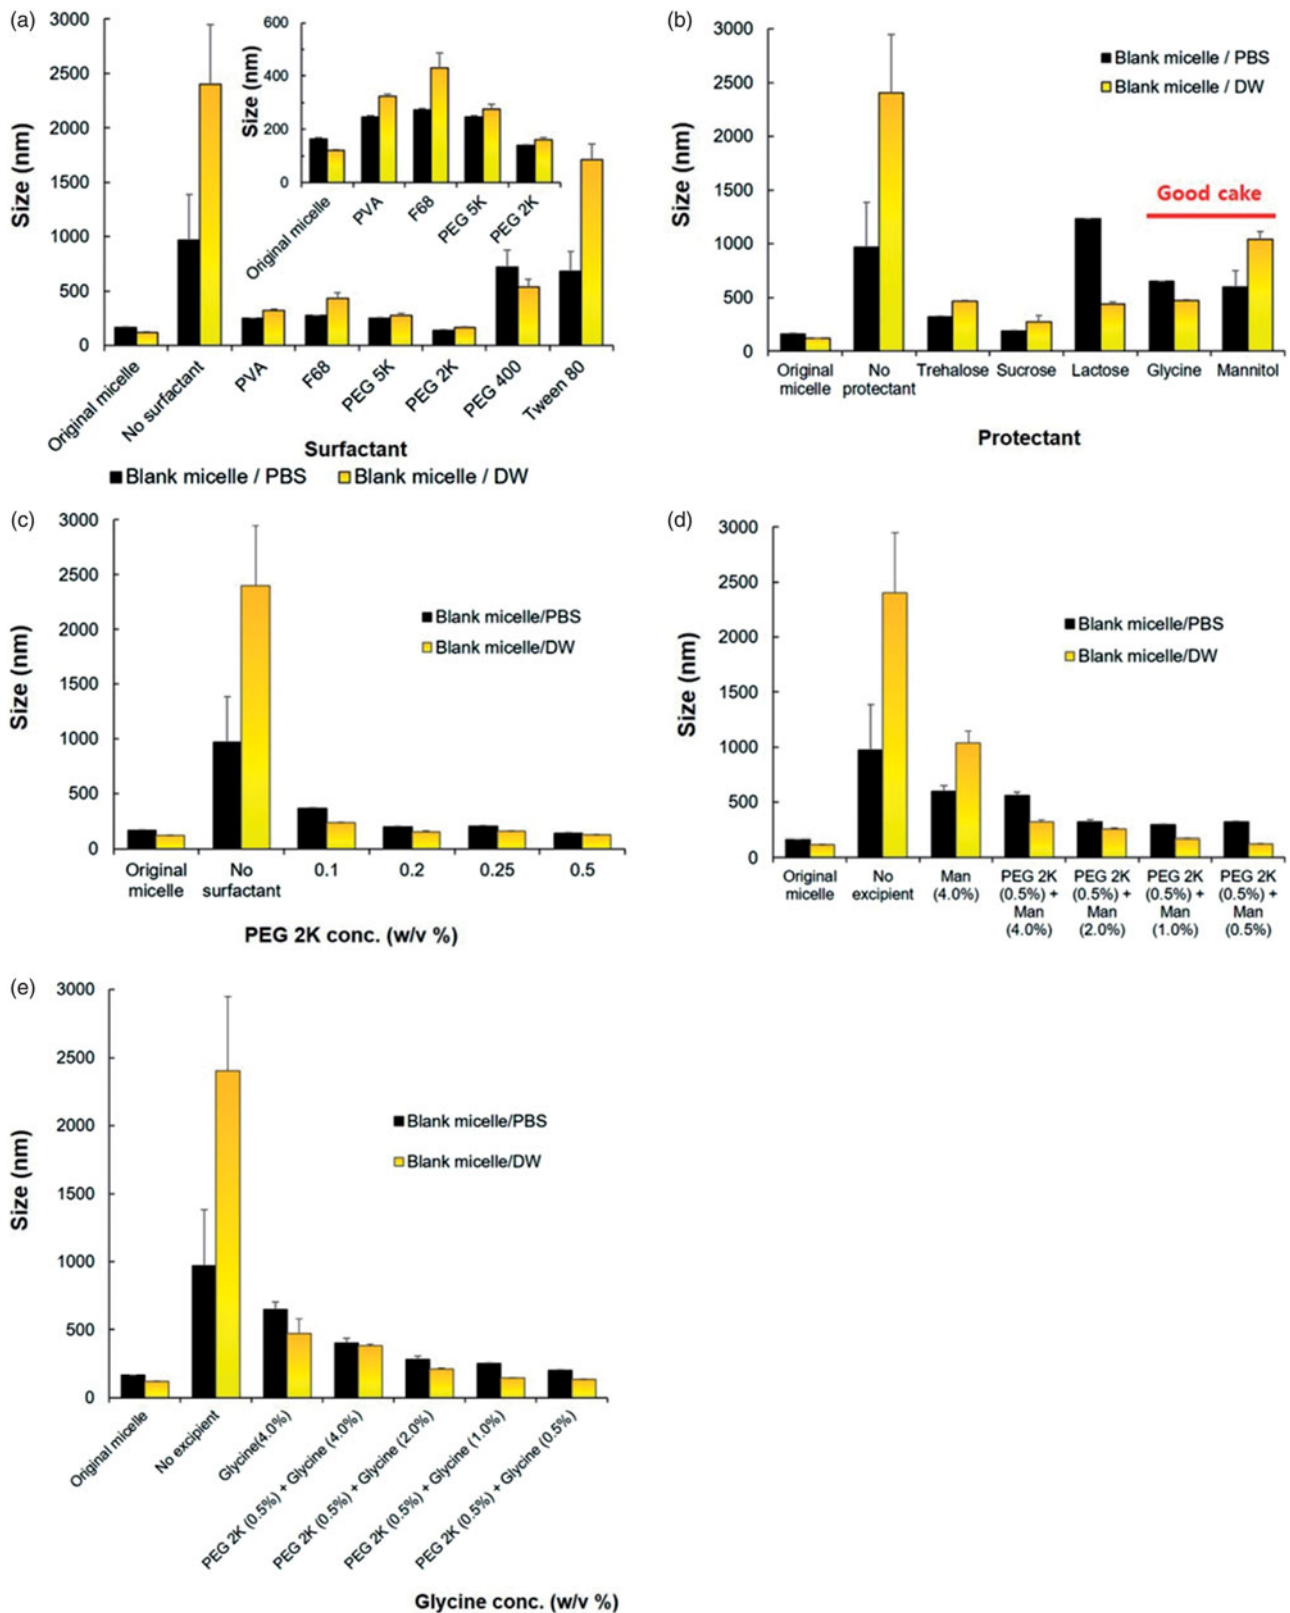 (a)
3000
2500
2000
1500
1000
500
0
Size (nm)
600
400
200
0
Size (nm)
Original micelle
PVA
F68
PEG 5K
PEG 2K
Original micelle
No surfactant
PVA
F68
PEG 5K
PEG 2K
PEG 400
Tween 80
Surfactant
Blank micelle / PBS
Blank micelle / DW
(b)
3000
2500
2000
1500
1000
500
0
Size (nm)
Blank micelle / PBS
Blank micelle / DW
Good cake
Original
micelle
No
protectant
Trehalose
Sucrose
Lactose
Glycine
Mannitol
Protectant
(c)
3000
2500
2000
1500
1000
500
0
Size (nm)
Blank micelle/PBS
Blank micelle/DW
Original
micelle
No
surfactant
0.1
0.2
0.25
0.5
PEG 2K conc. (w/v %)
(d)
3000
2500
2000
1500
1000
500
0
Size (nm)
Blank micelle/PBS
Blank micelle/DW
Original
micelle
No
excipient
Man
(4.0%)
PEG 2K
(0.5%) +
Man
(4.0%)
PEG 2K
(0.5%) +
Man
(2.0%)
PEG 2K
(0.5%) +
Man
(1.0%)
PEG 2K
(0.5%) +
Man
(0.5%)
(e)
3000
2500
2000
1500
1000
500
0
Size (nm)
Blank micelle/PBS
Blank micelle/DW
Original micelle
No excipient
Glycine(4.0%)
PEG 2K (0.5%) + Glycine (4.0%)
PEG 2K (0.5%) + Glycine (2.0%)
PEG 2K (0.5%) + Glycine (1.0%)
PEG 2K (0.5%) + Glycine (0.5%)
Glycine conc. (w/v %)